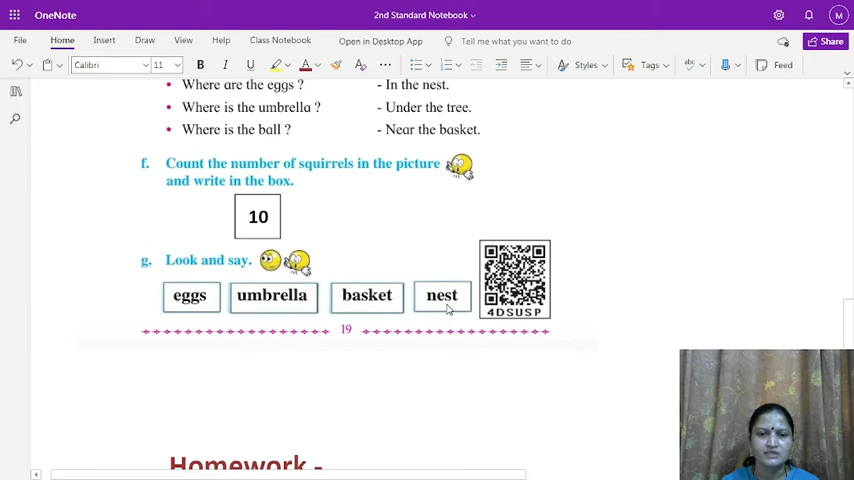 OneNote
2nd Standard Notebook
M
File Home Insert Draw View Help Class Notebook Open in Desktop App Tell me what you want to do Share
Calibri 11 B I U A Styles Tags abc Feed
• Where are the eggs ? - In the nest.
• Where is the umbrella ? - Under the tree.
• Where is the ball ? - Near the basket.
f. Count the number of squirrels in the picture
and write in the box.
10
g. Look and say.
eggs umbrella basket nest
4DSUSP
19
Homework -